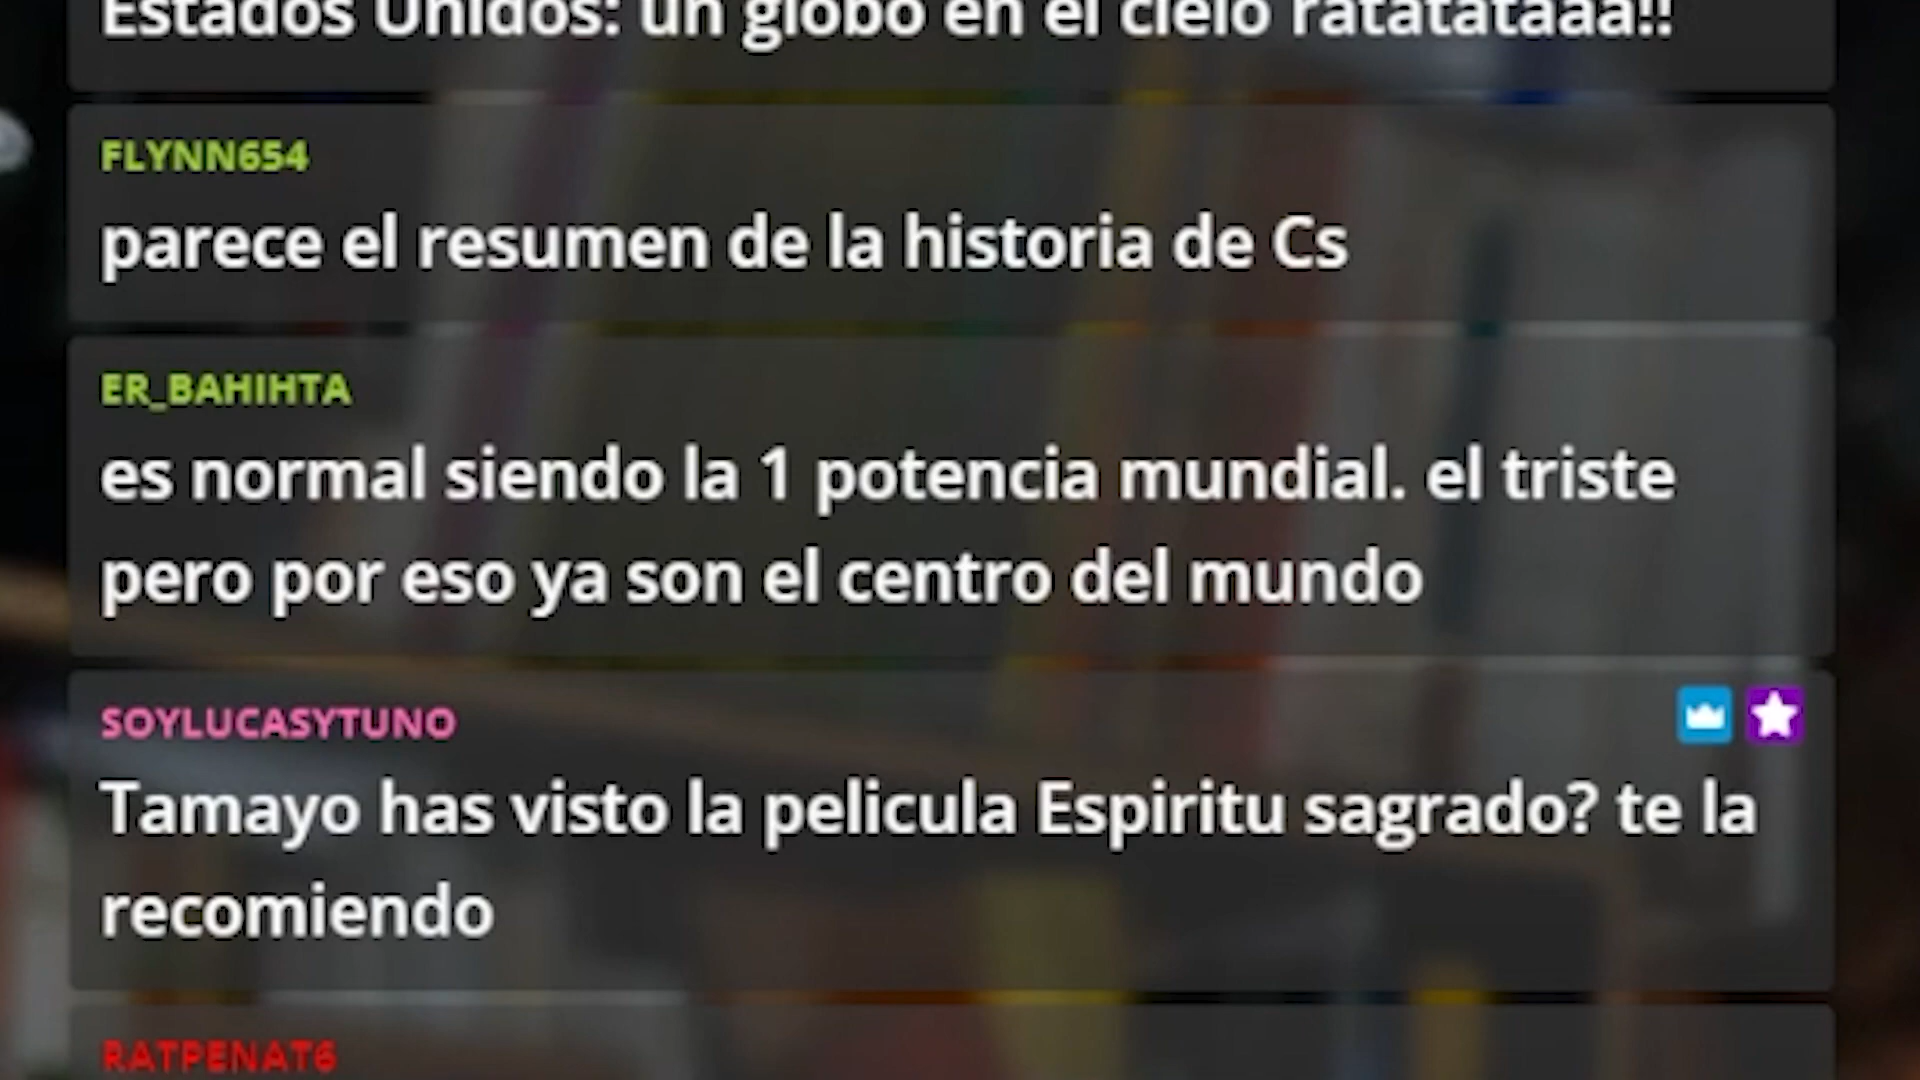 Estados Unidos: un globo en el cielo ratatataaa!!
FLYNN654
parece el resumen de la historia de Cs
ER_BAHIHTA
es normal siendo la 1 potencia mundial. el triste
pero por eso ya son el centro del mundo
SOYLUCASYTUNO
Tamayo has visto la pelicula Espiritu sagrado? te la
recomiendo
RATPENAT6